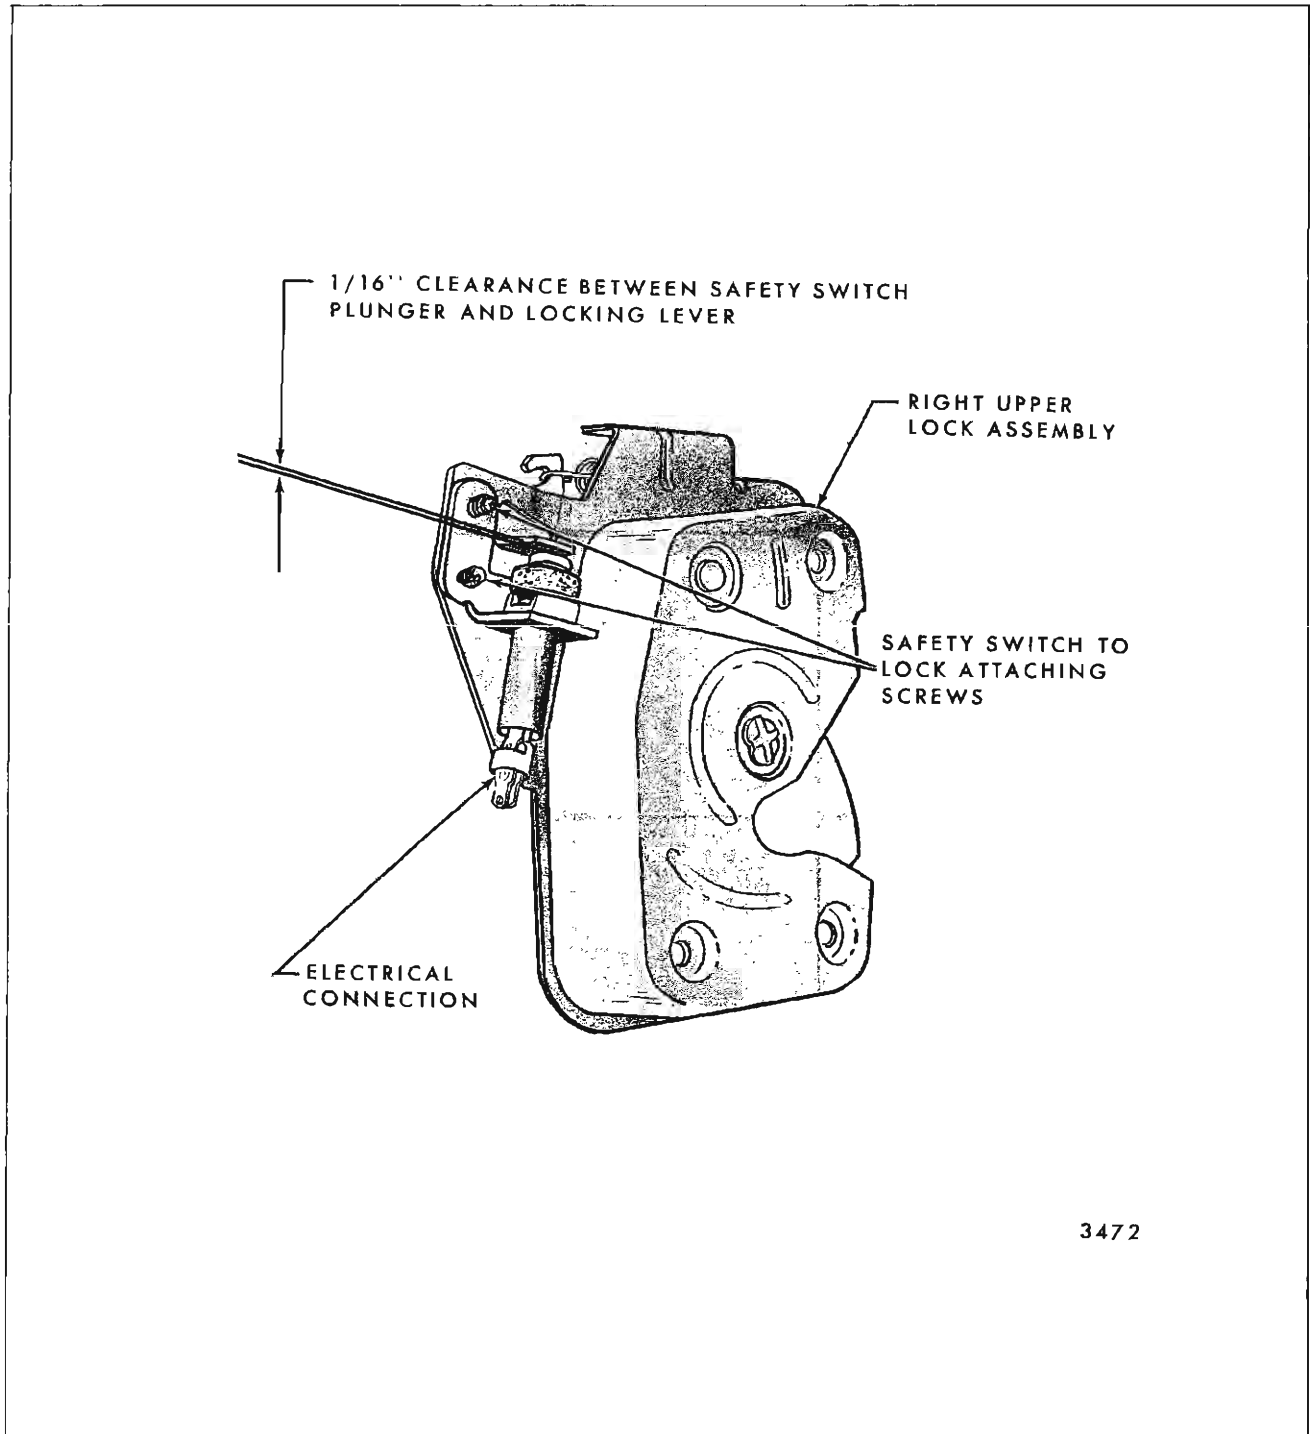 1/16'' CLEARANCE BETWEEN SAFETY SWITCH
PLUNGER AND LOCKING LEVER
RIGHT UPPER
LOCK ASSEMBLY
SAFETY SWITCH TO
LOCK ATTACHING
SCREWS
ELECTRICAL
CONNECTION
3472